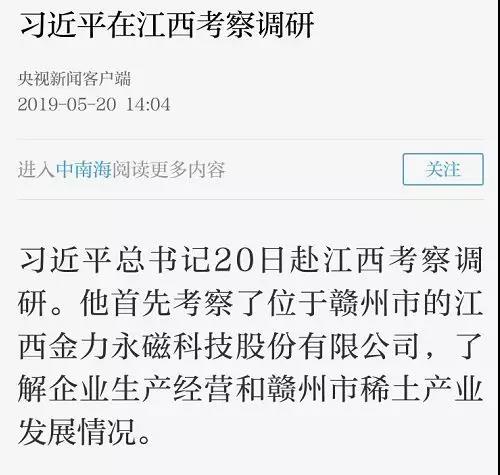 习近平在江西考察调研
央视新闻客户端
2019-05-20 14:04
进入中南海阅读更多内容 关注
习近平总书记20日赴江西考察调
研。他首先考察了位于赣州市的江
西金力永磁科技股份有限公司，了
解企业生产经营和赣州市稀土产业
发展情况。